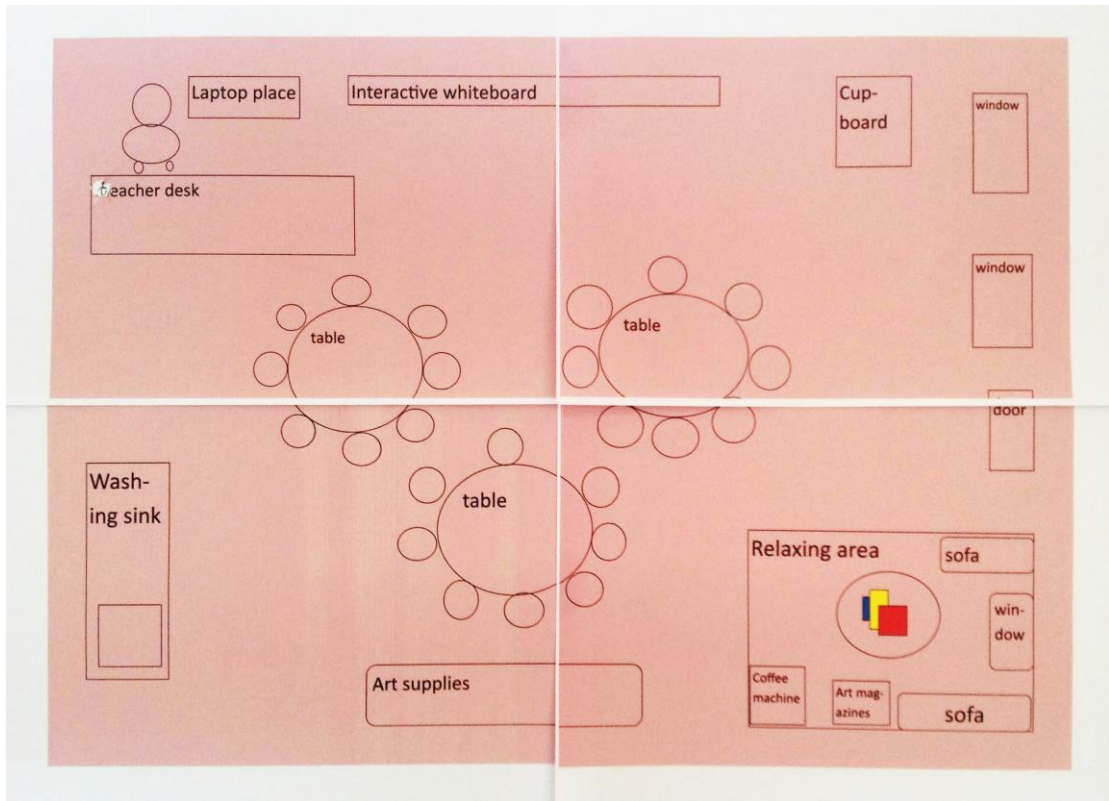 Laptop place
Interactive whiteboard
Cup-
board
window
teacher desk
window
table
table
door
Wash-
ing sink
table
Relaxing area
sofa
win-
dow
Art supplies
Coffee
machine
Art mag-
azines
sofa